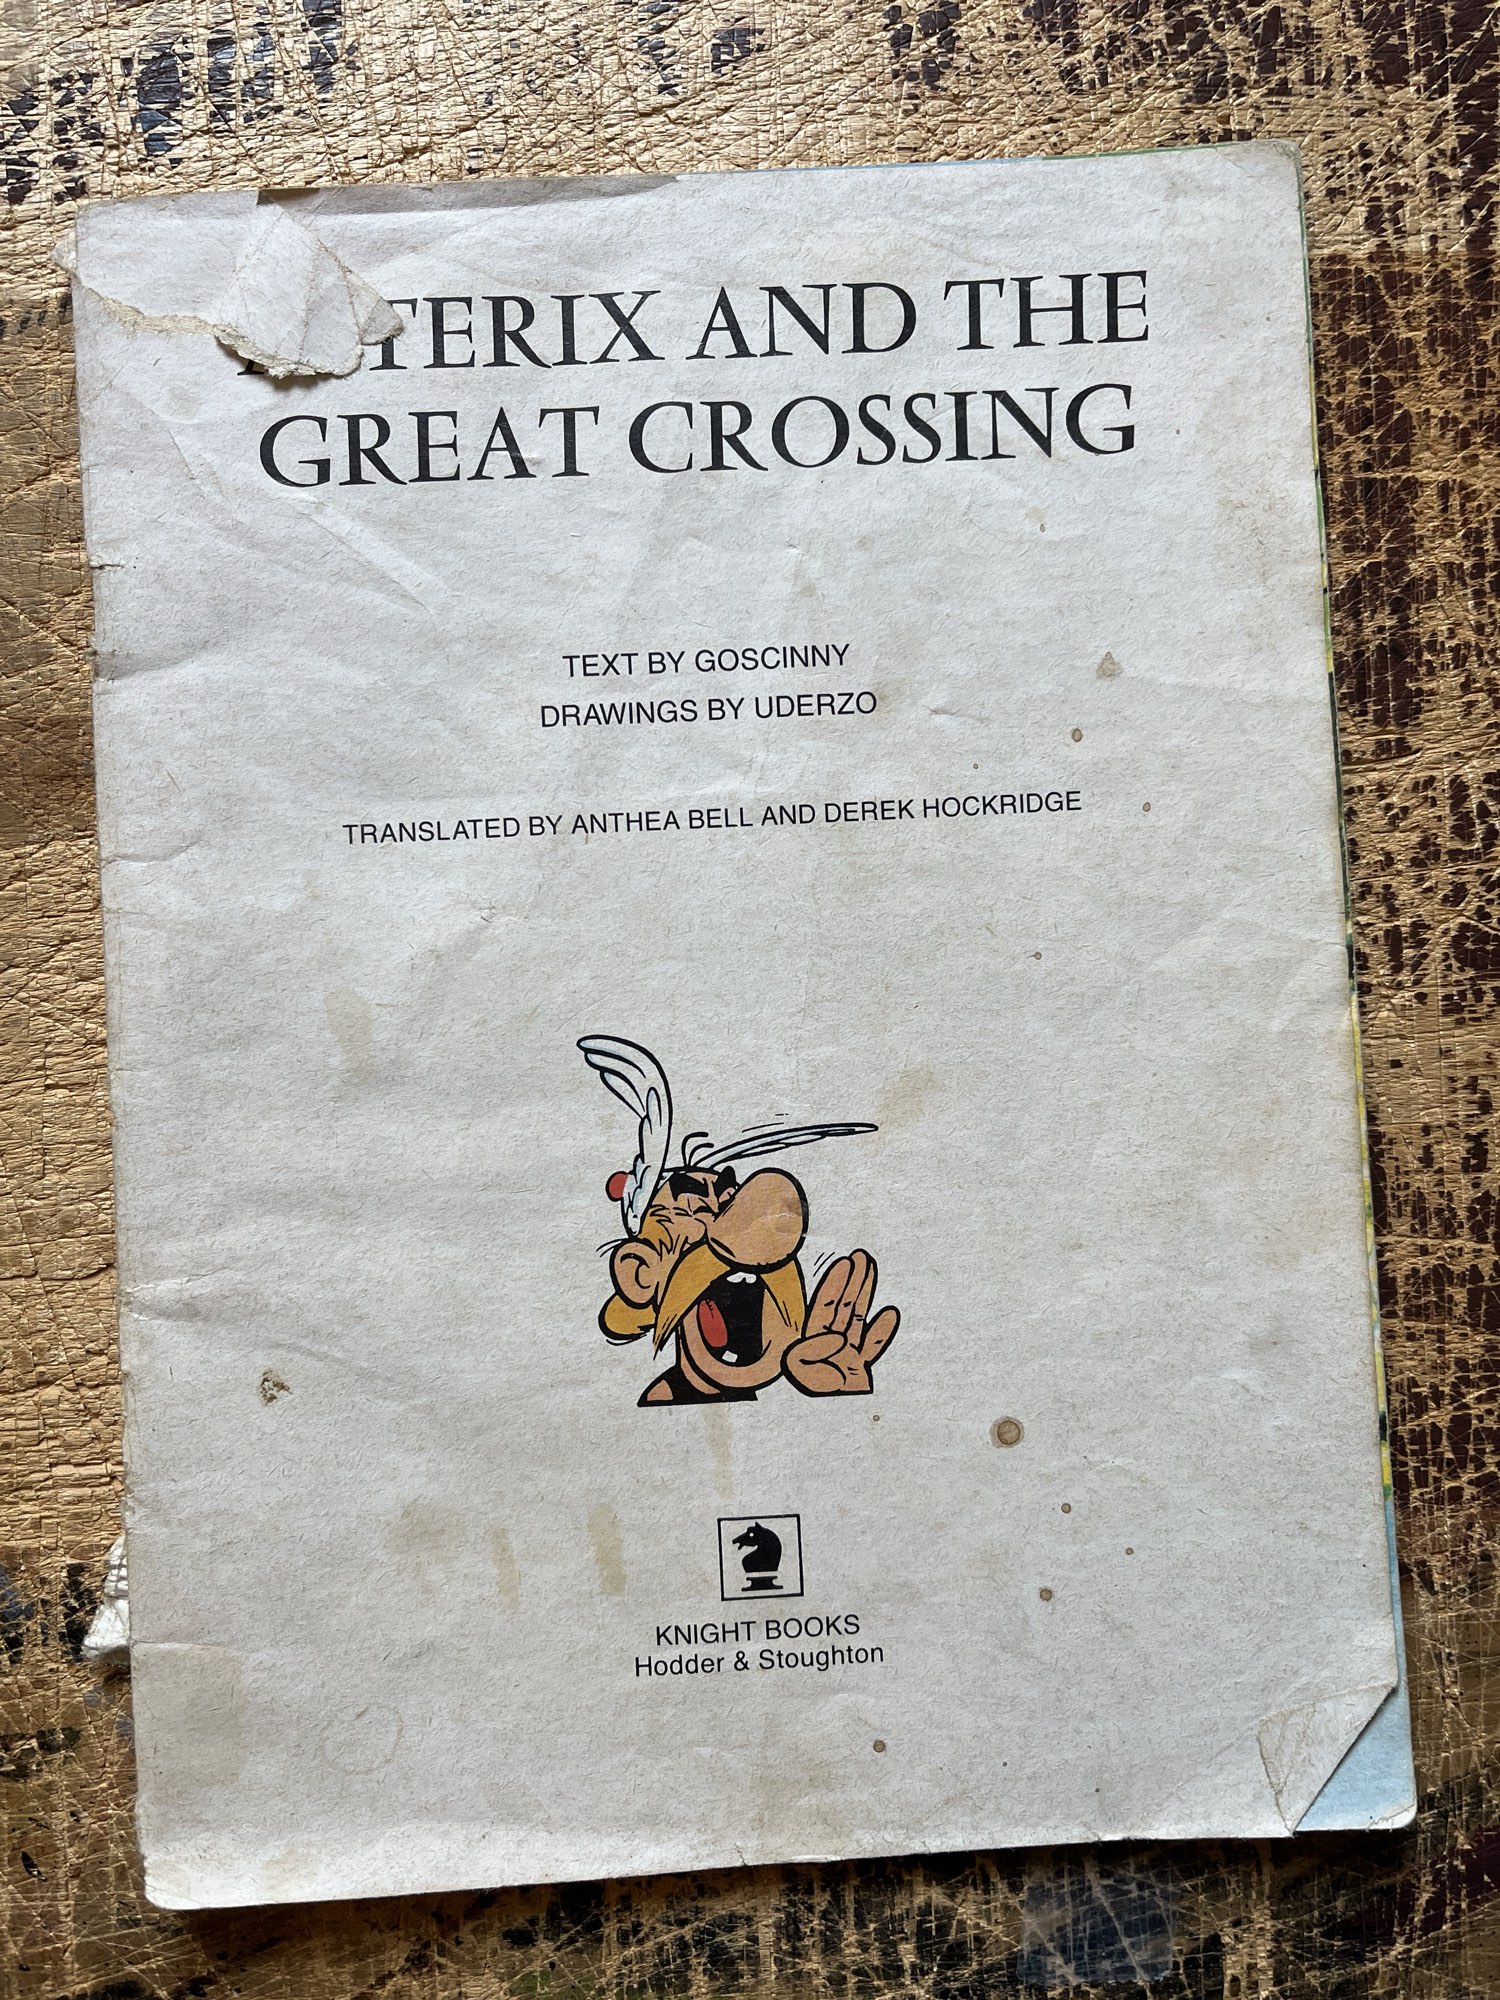 TERIX AND THE
GREAT CROSSING
TEXT BY GOSCINNY
DRAWINGS BY UDERZO
TRANSLATED BY ANTHEA BELL AND DEREK HOCKRIDGE
KNIGHT BOOKS
Hodder & Stoughton